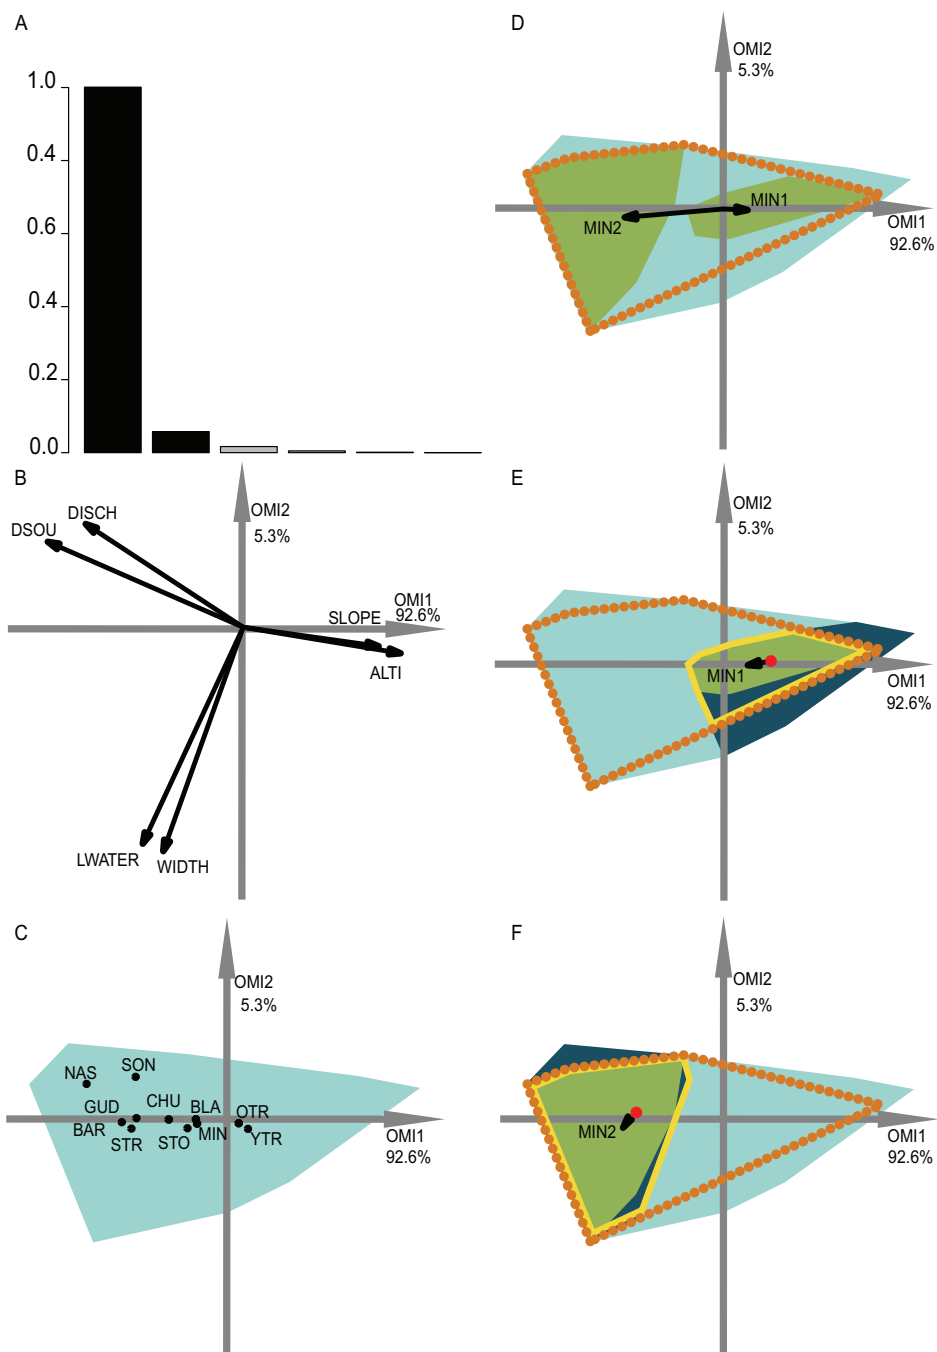 A
1.0
0.4
0.6
0.4
0.2
0.0
B
OMI2
5.3%
DISCH
DSOU
OMI1
92.6%
SLOPE
ALTI
LWATER
WIDTH
C
OMI2
5.3%
NAS
SON
GUD
CHU
BLA
OTR
BAR
STR
STO
MIN
YTR
OMI1
92.6%
D
OMI2
5.3%
MIN1
MIN2
OMI1
92.6%
E
OMI2
5.3%
MIN1
OMI1
92.6%
F
OMI2
5.3%
MIN2
OMI1
92.6%